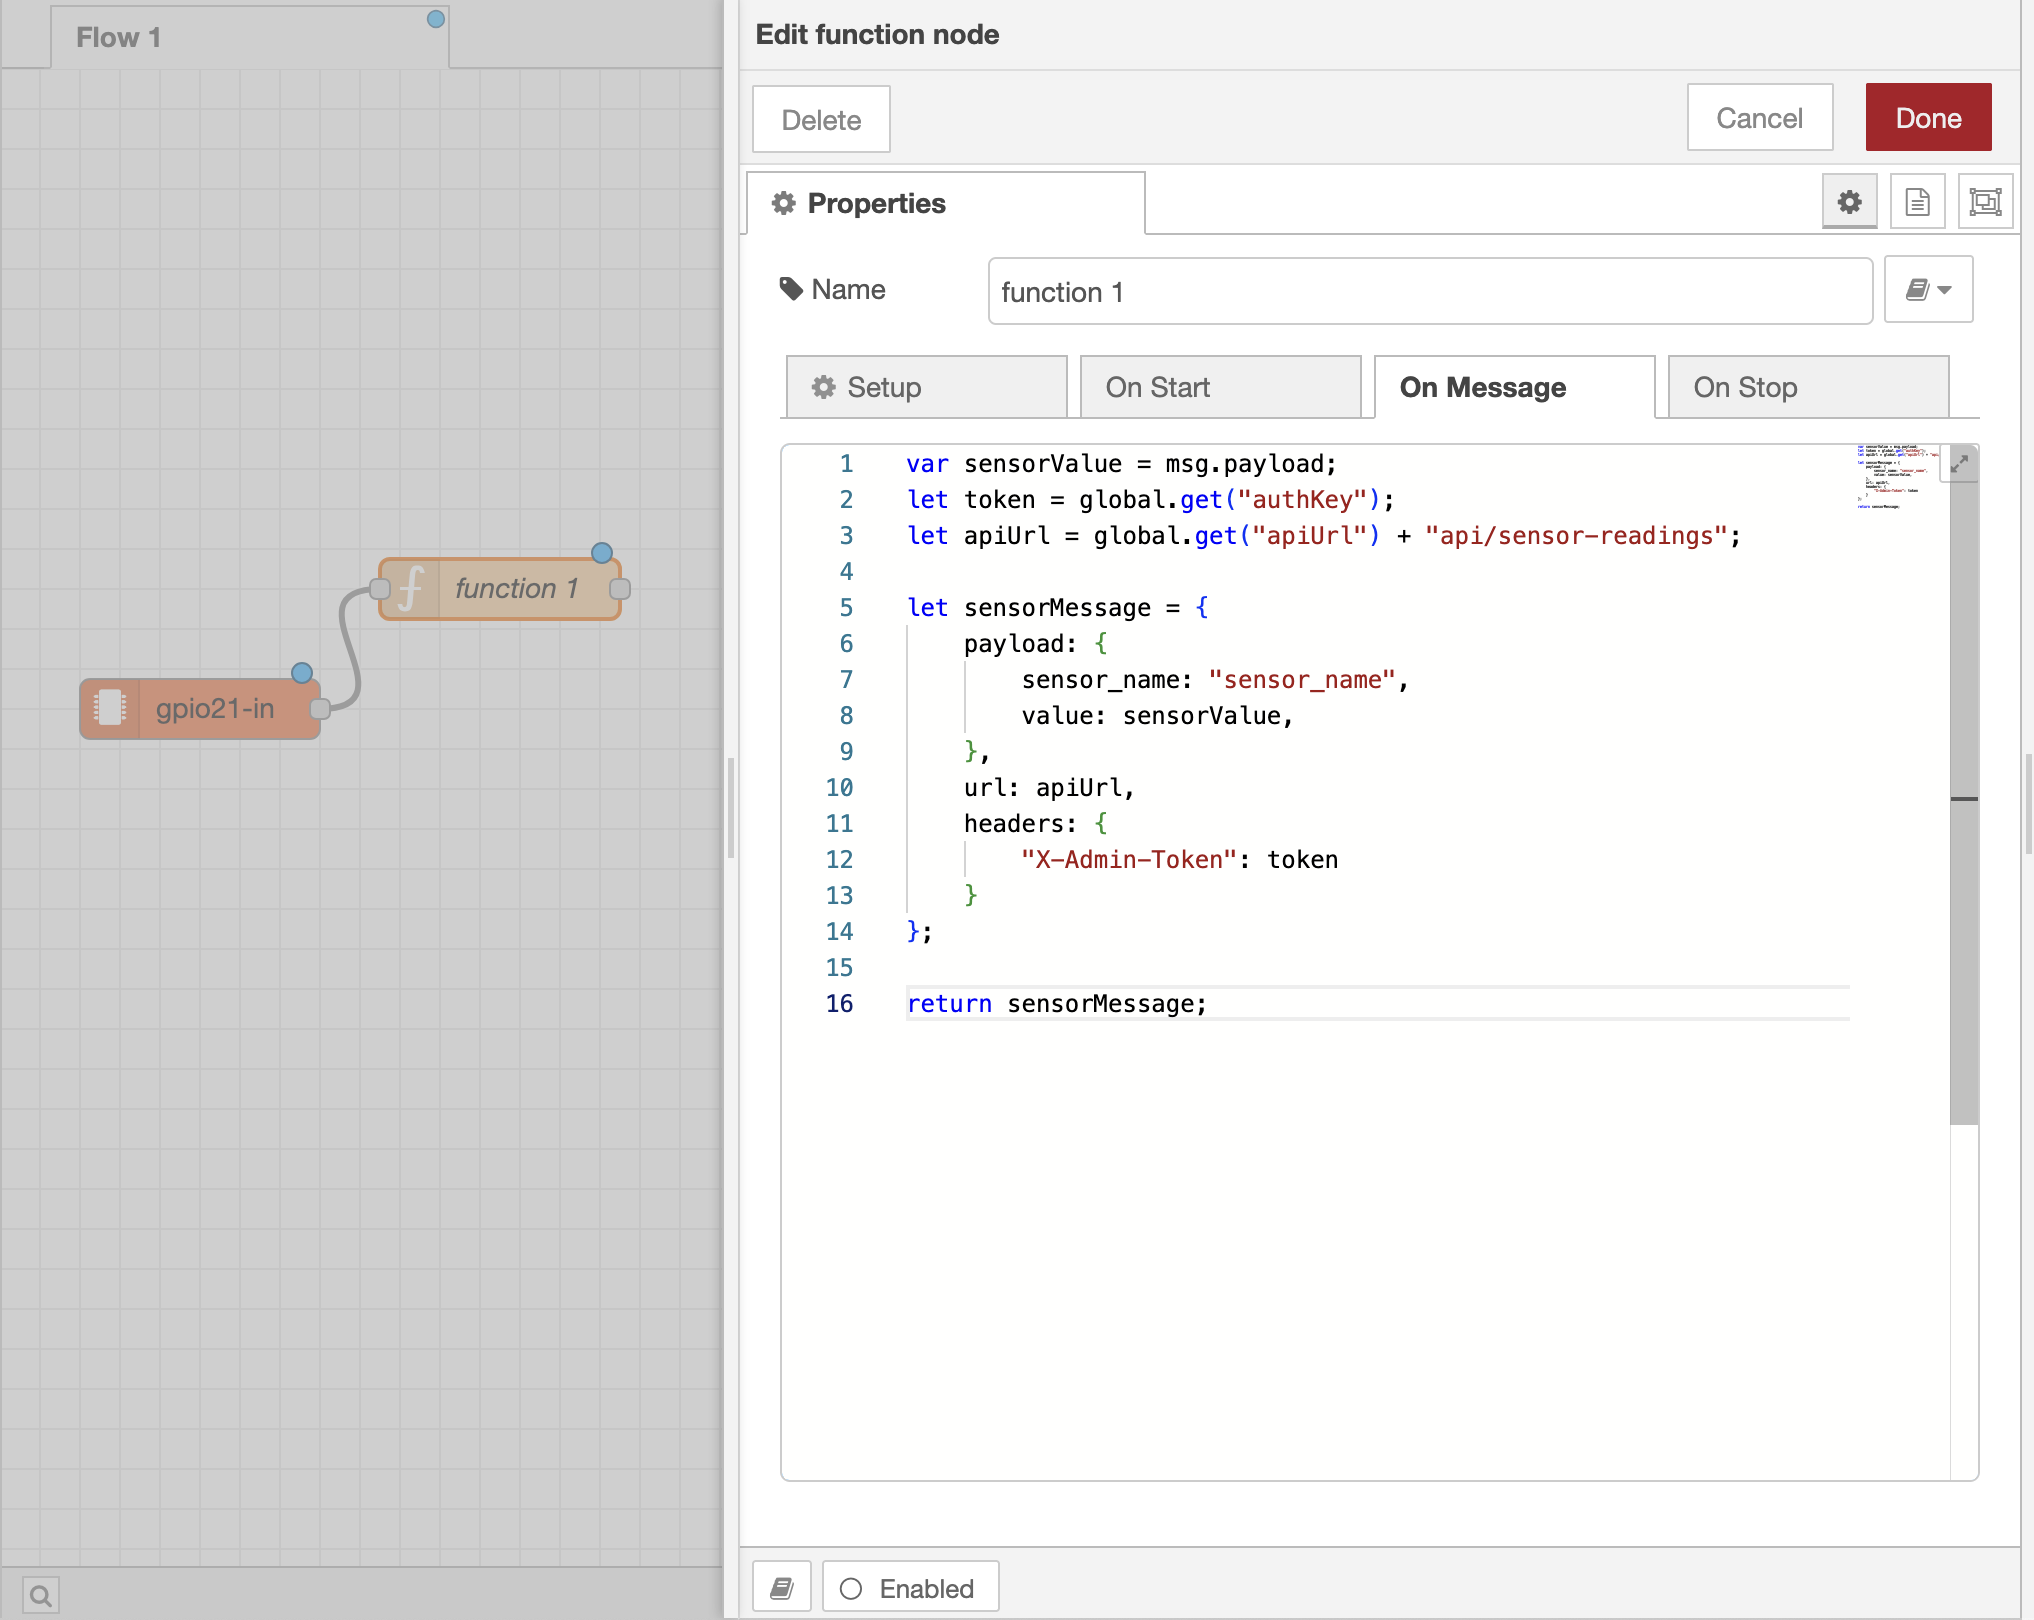 Flow 1
function 1
gpio21-in
Edit function node
Delete
Cancel
Done
Properties
Name
function 1
Setup
On Start
On Message
On Stop
1 var sensorValue = msg.payload;
2 let token = global.get("authKey");
3 let apiUrl = global.get("apiUrl") + "api/sensor-readings";
4
5 let sensorMessage = {
6 payload: {
7 sensor_name: "sensor_name",
8 value: sensorValue,
9 },
10 url: apiUrl,
11 headers: {
12 "X-Admin-Token": token
13 }
14 };
15
16 return sensorMessage;
Enabled